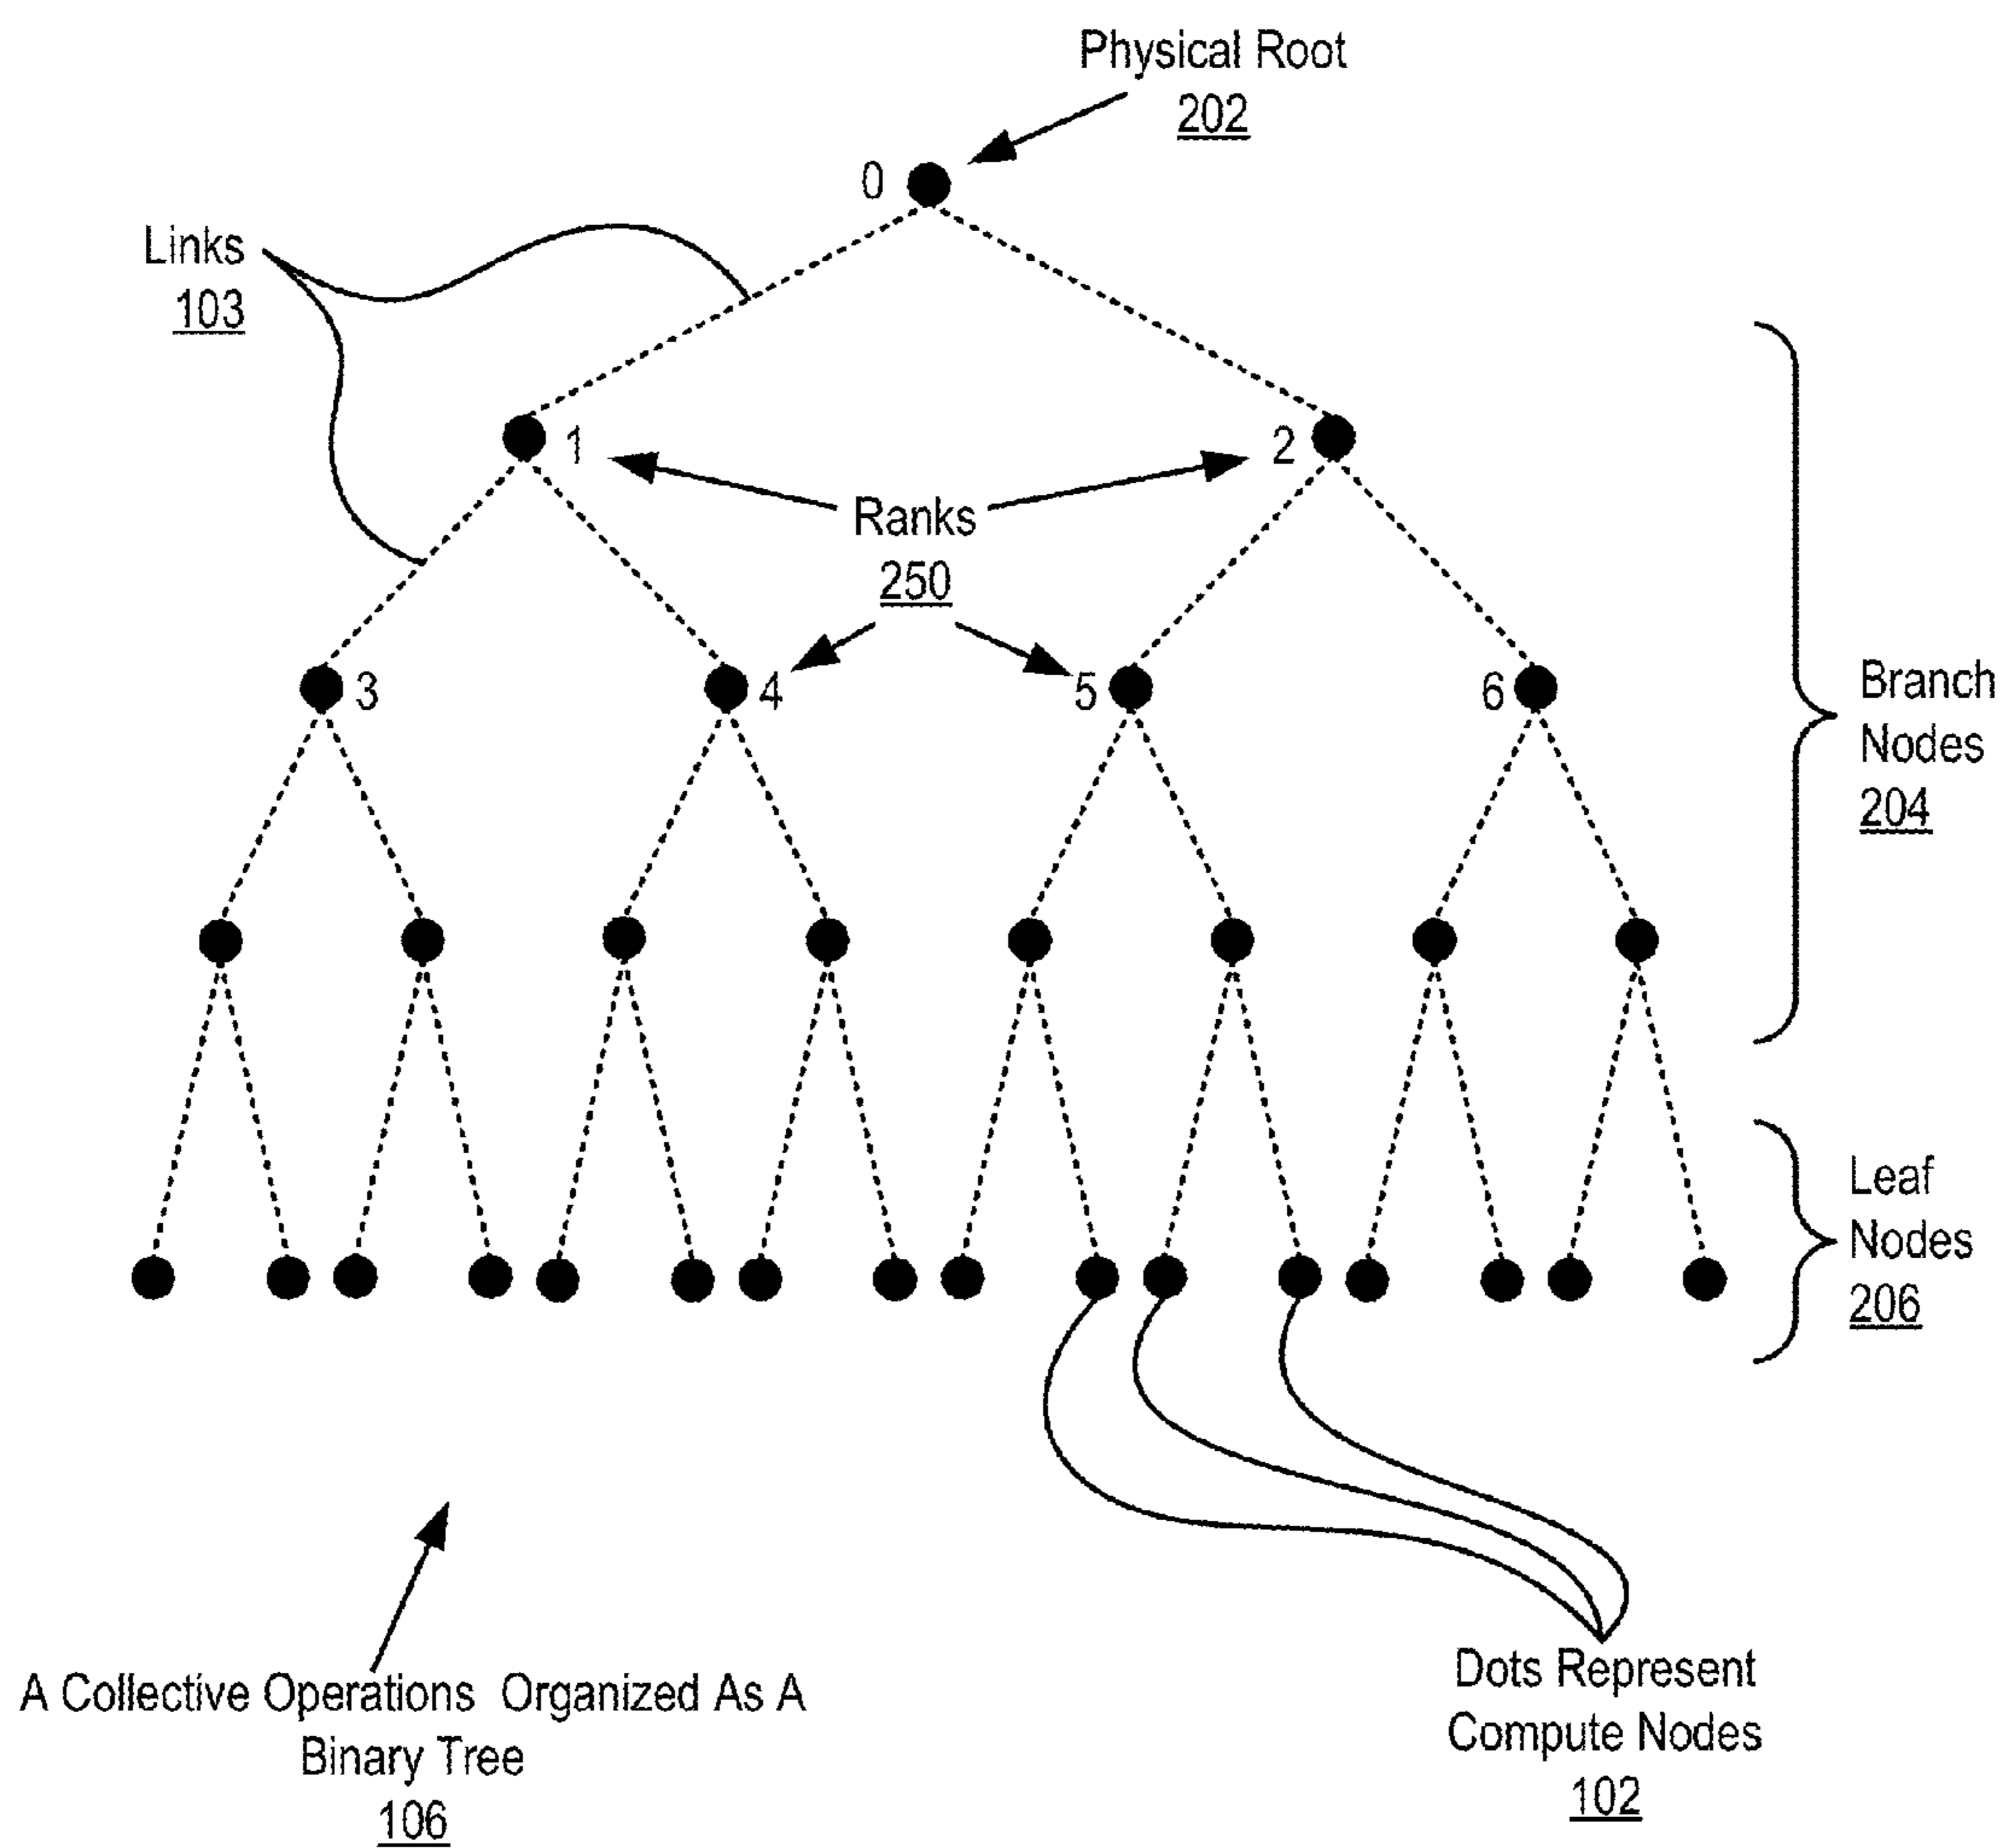 Physical Root
202
0
Links
103
1
2
Ranks
250
3
4
5
6
Branch
Nodes
204
Leaf
Nodes
206
A Collective Operations Organized As A
Binary Tree
106
Dots Represent
Compute Nodes
102